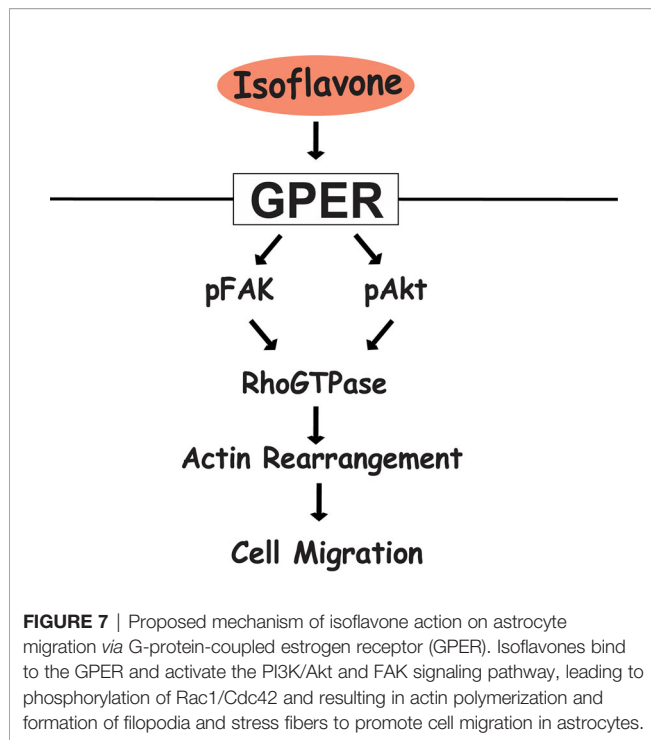 Isoflavone
GPER
pFAK pAkt
RhoGTPase
Actin Rearrangement
Cell Migration
FIGURE 7 | Proposed mechanism of isoflavone action on astrocyte
migration via G-protein-coupled estrogen receptor (GPER). Isoflavones bind
to the GPER and activate the PI3K/Akt and FAK signaling pathway, leading to
phosphorylation of Rac1/Cdc42 and resulting in actin polymerization and
formation of filopodia and stress fibers to promote cell migration in astrocytes.